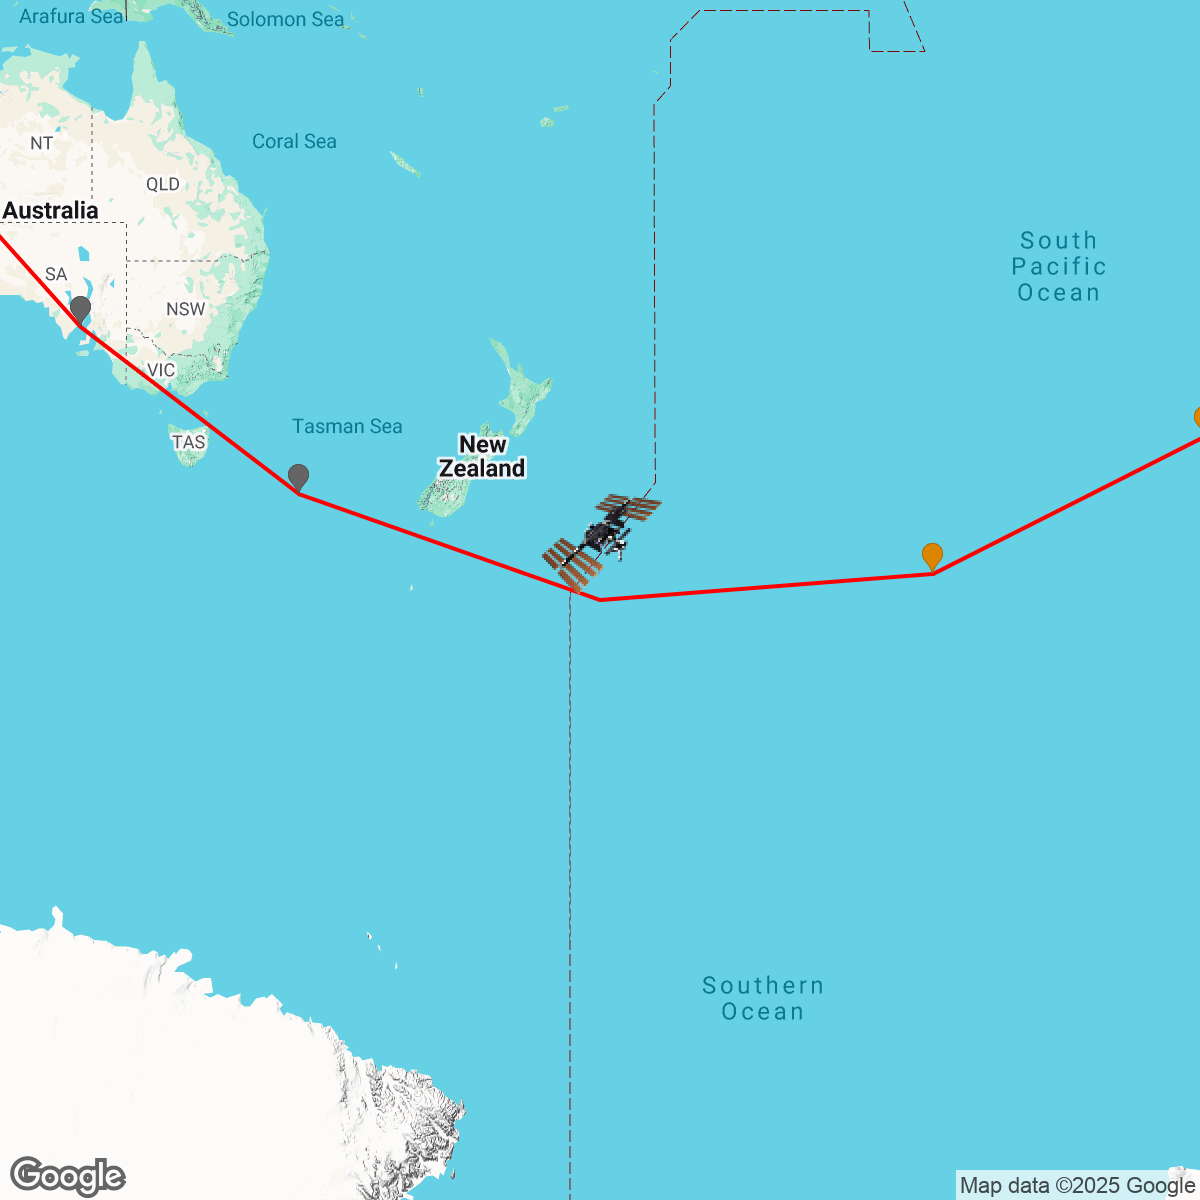 Arafura Sea
Solomon Sea
Coral Sea
NT
QLD
Australia
SA
NSW
VIC
TAS
Tasman Sea
New
Zealand
South
Pacific
Ocean
Southern
Ocean
Google
Map data ©2025 Google